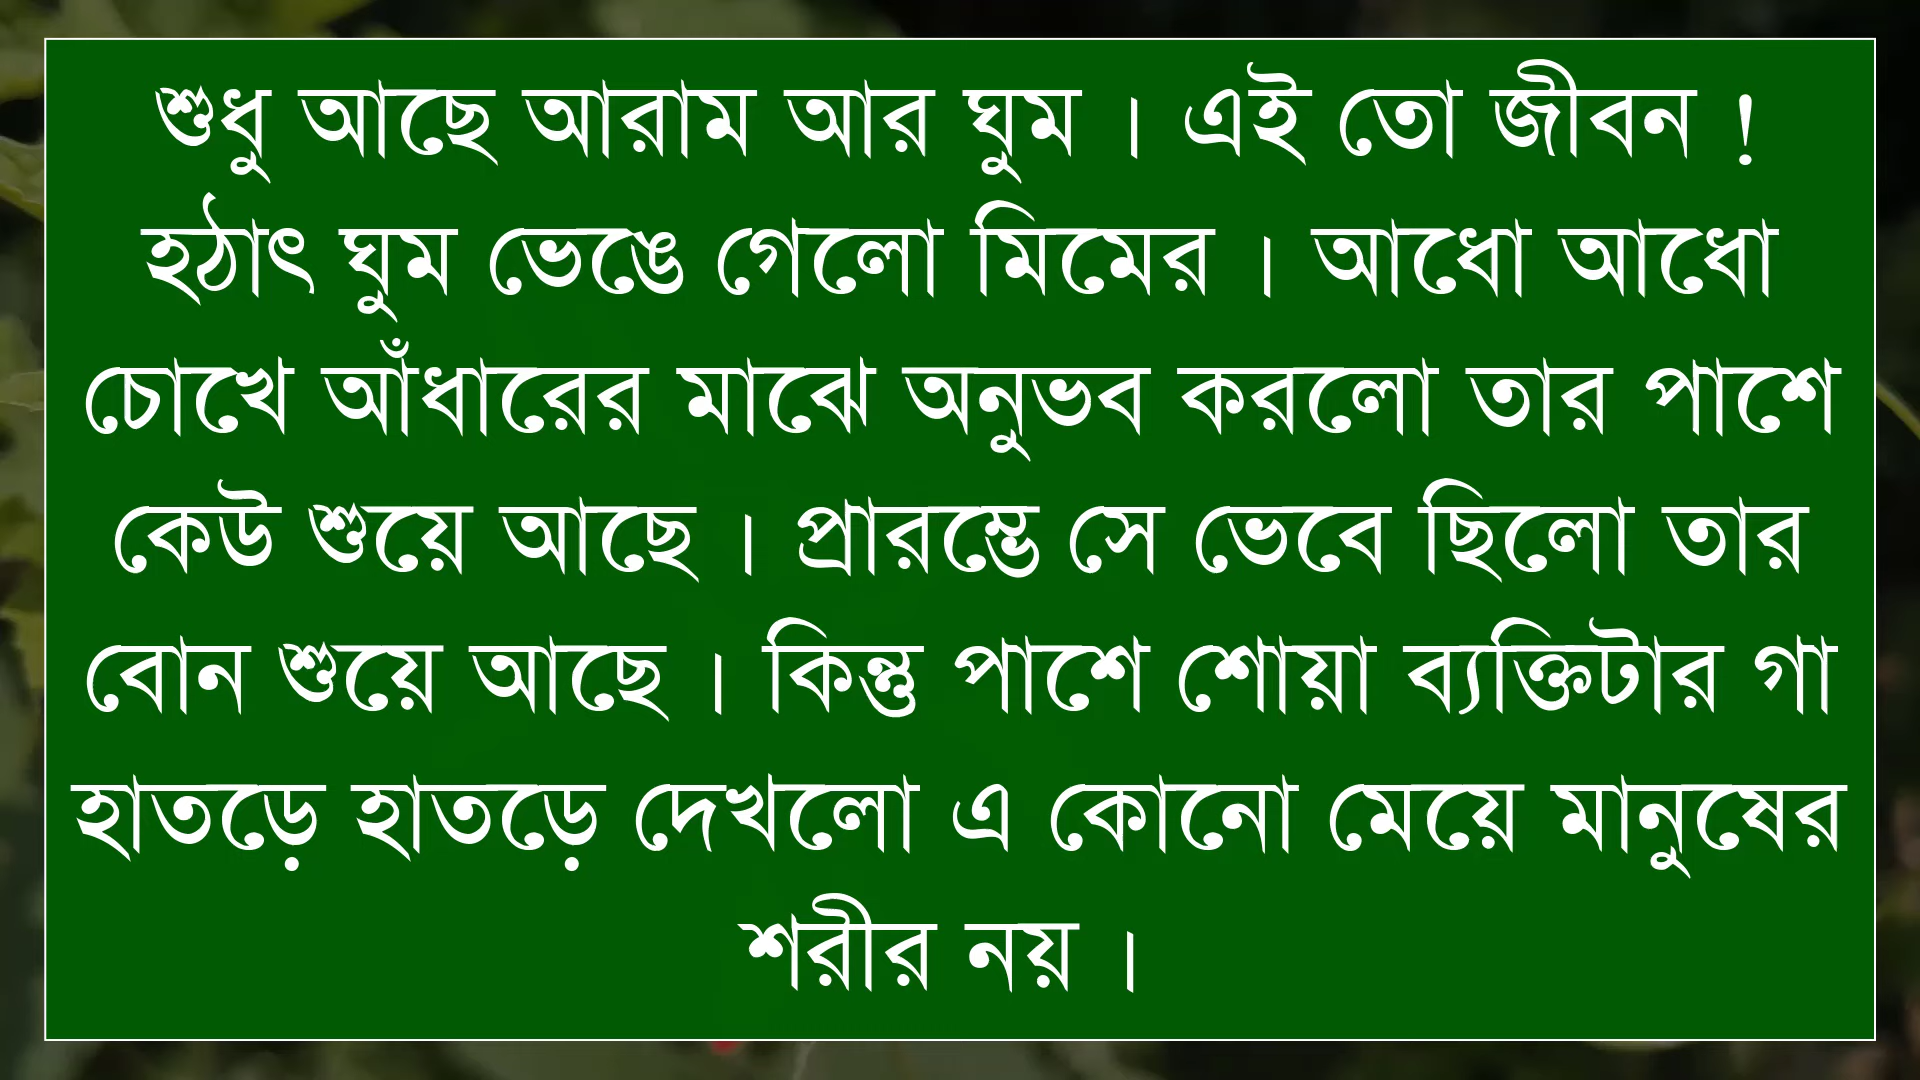 শুধু আছে আরাম আর ঘুম । এই তো জীবন !
হঠাৎ ঘুম ভেঙে গেলো মিমের । আধো আধো
চোখে আঁধারের মাঝে অনুভব করলো তার পাশে
কেউ শুয়ে আছে । প্রারম্ভে সে ভেবে ছিলো তার
বোন শুয়ে আছে । কিন্তু পাশে শোয়া ব্যক্তিটার গা
হাতড়ে হাতড়ে দেখলো এ কোনো মেয়ে মানুষের
শরীর নয় ।